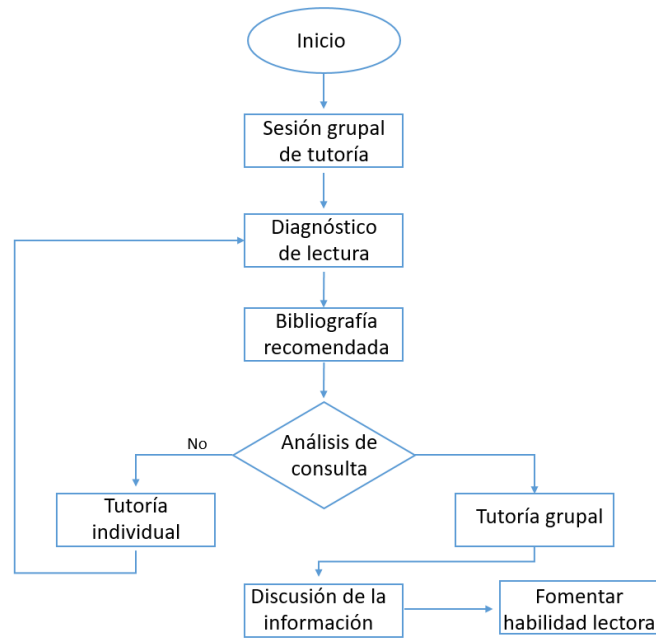 Inicio
Sesión grupal
de tutoría
Diagnóstico
de lectura
Bibliografía
recomendada
Análisis de
consulta
No
Tutoría
individual
Tutoría grupal
Discusión de la
información
Fomentar
habilidad lectora